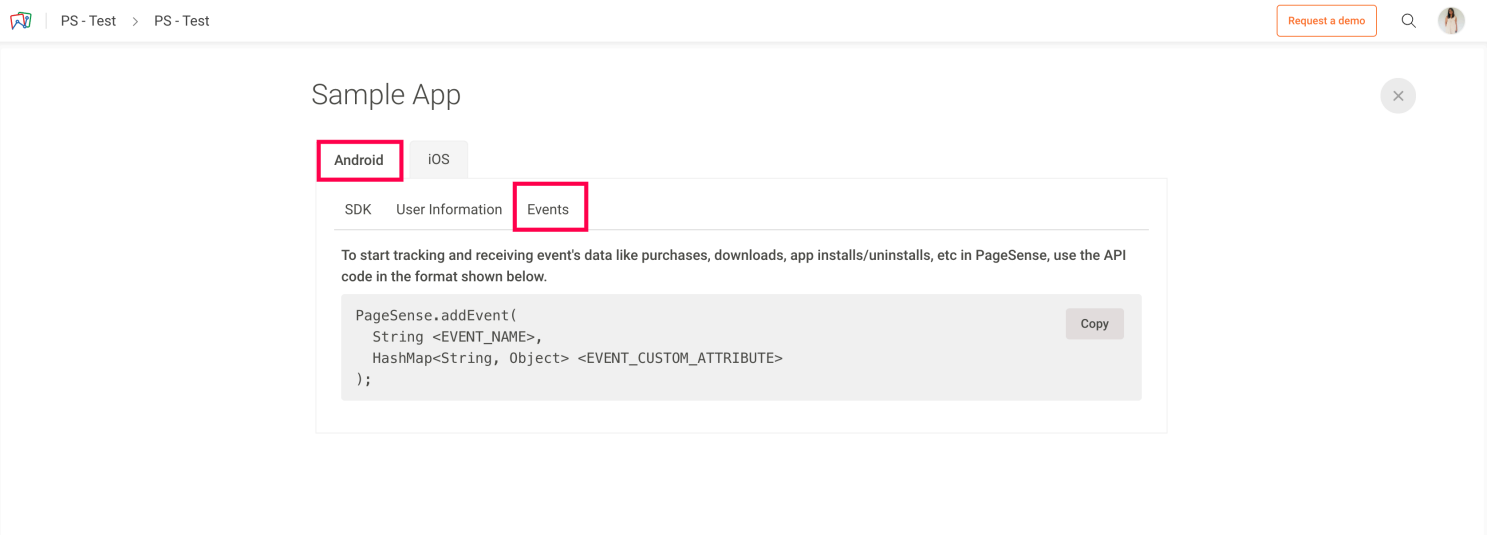 PS - Test > PS - Test
Request a demo
Sample App
Android
iOS
SDK
User Information
Events
To start tracking and receiving event's data like purchases, downloads, app installs/uninstalls, etc in PageSense, use the API
code in the format shown below.
PageSense.addEvent(
String <EVENT_NAME>,
HashMap<String, Object> <EVENT_CUSTOM_ATTRIBUTE>
);
Copy